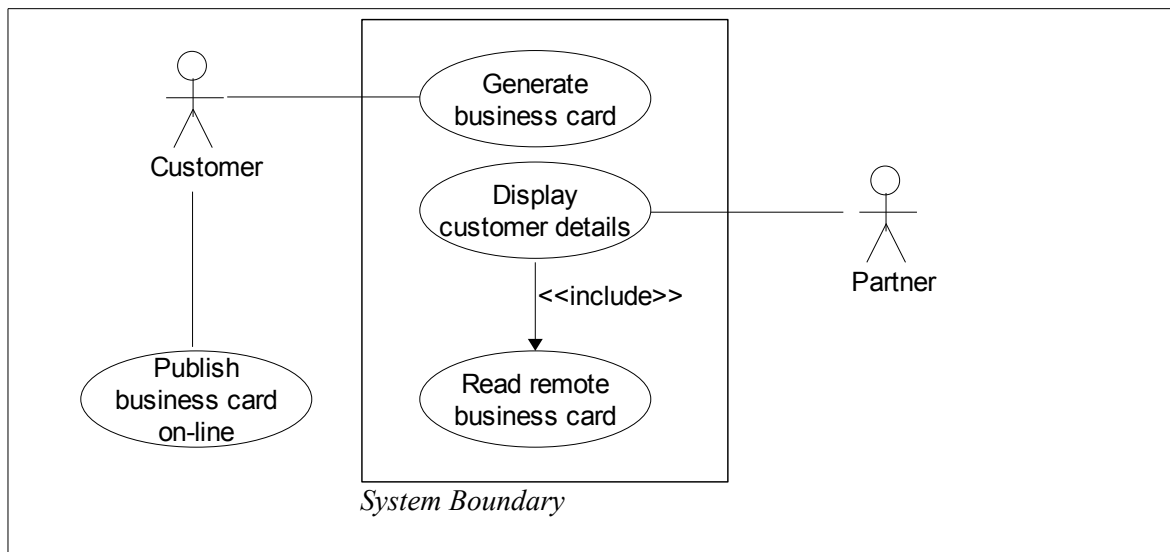 Generate
business card
Customer
Display
customer details
Partner
<<include>>
Publish
business card
on-line
Read remote
business card
System Boundary